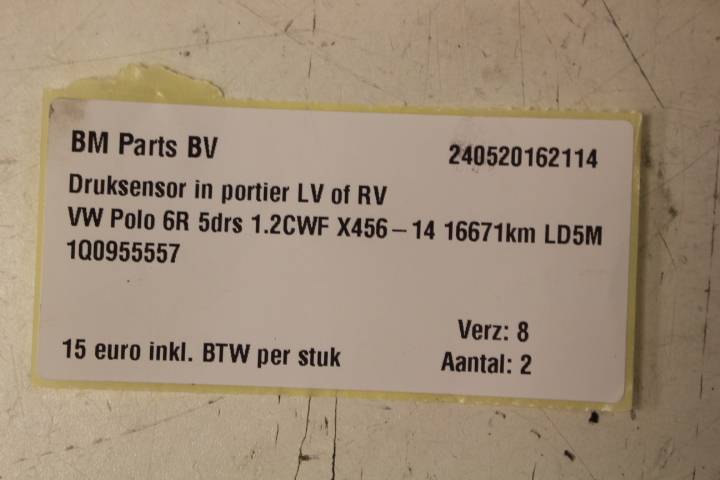 BM Parts BV 240520162114
Druksensor in portier LV of RV
VW Polo 6R 5drs 1.2CWF X456-14 16671km LD5M
1Q0955557
Verz: 8
15 euro inkl. BTW per stuk Aantal: 2